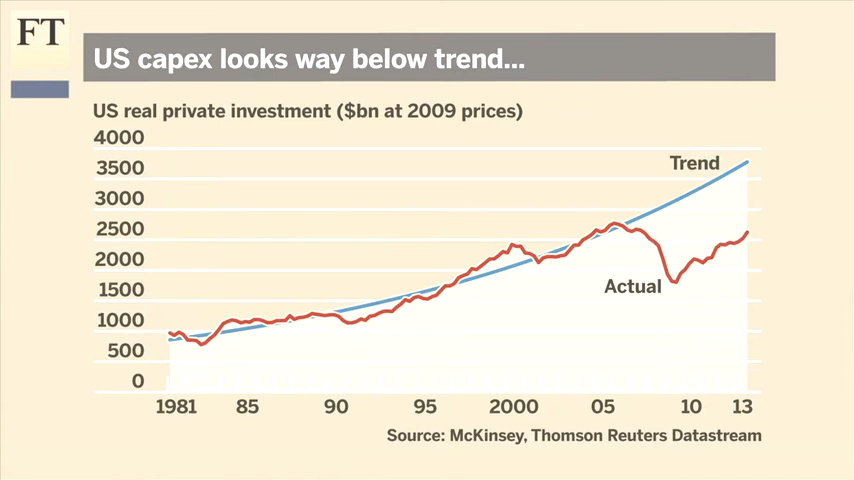 FT
US capex looks way below trend...
US real private investment ($bn at 2009 prices)
4000
3500
3000
2500
2000
1500
1000
500
0
Trend
Actual
1981 85 90 95 2000 05 10 13
Source: McKinsey, Thomson Reuters Datastream